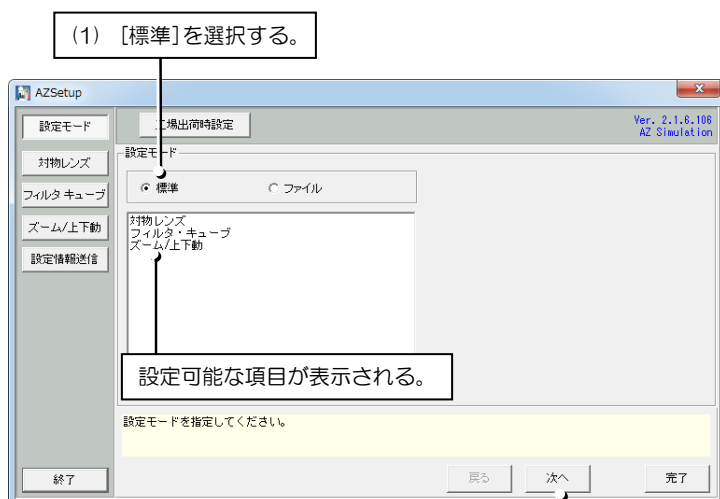 (1) [標準]を選択する。
AZSetup
設定モード
工場出荷時設定
Ver. 2.1.6.106
AZ Simulation
対物レンズ
フィルタ キューブ
ズーム/上下動
設定情報送信
設定モード
標準
ファイル
対物レンズ
フィルタ・キューブ
ズーム/上下動
設定可能な項目が表示される。
設定モードを指定してください。
終了
戻る
次へ
完了